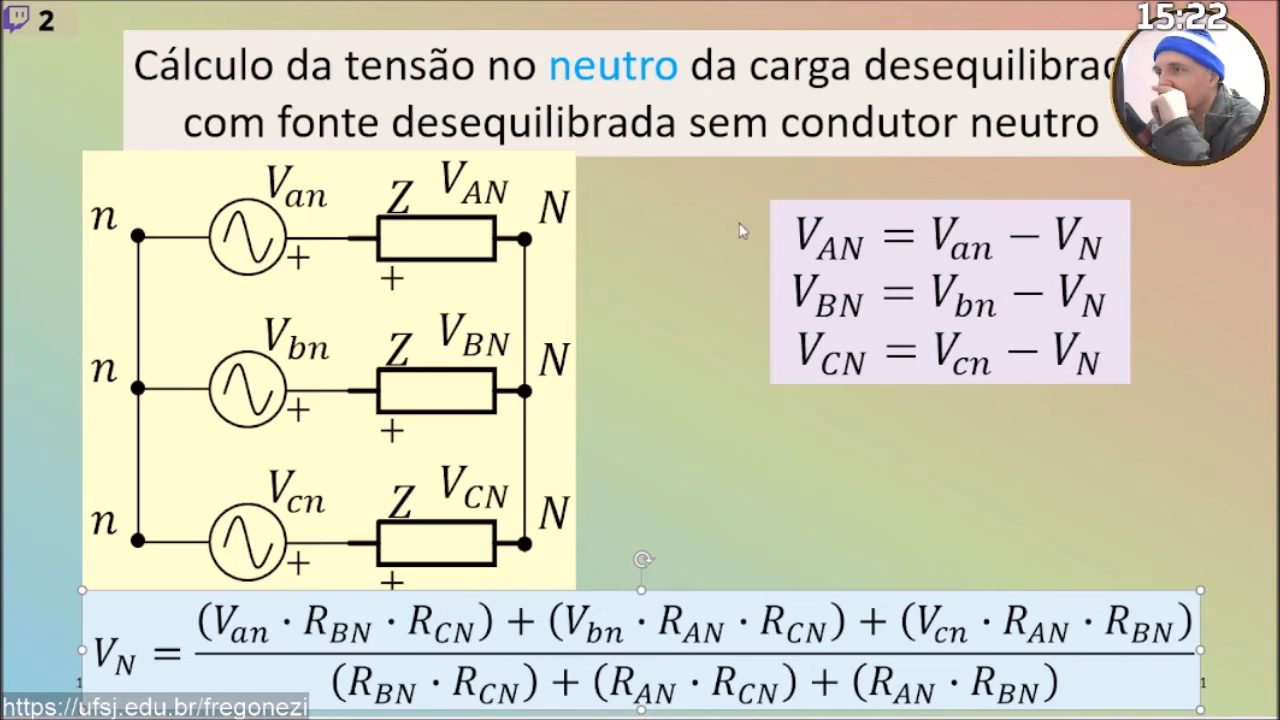 2
15:22
Cálculo da tensão no neutro da carga desequilibrad
com fonte desequilibrada sem condutor neutro
n V_an Z V_AN N
+ +
n V_bn Z V_BN N
+ +
n V_cn Z V_CN N
+ +
V_AN = V_an − V_N
V_BN = V_bn − V_N
V_CN = V_cn − V_N
V_N = (V_an · R_BN · R_CN) + (V_bn · R_AN · R_CN) + (V_cn · R_AN · R_BN)
(R_BN · R_CN) + (R_AN · R_CN) + (R_AN · R_BN)
1 1
https://ufsj.edu.br/fregonezi